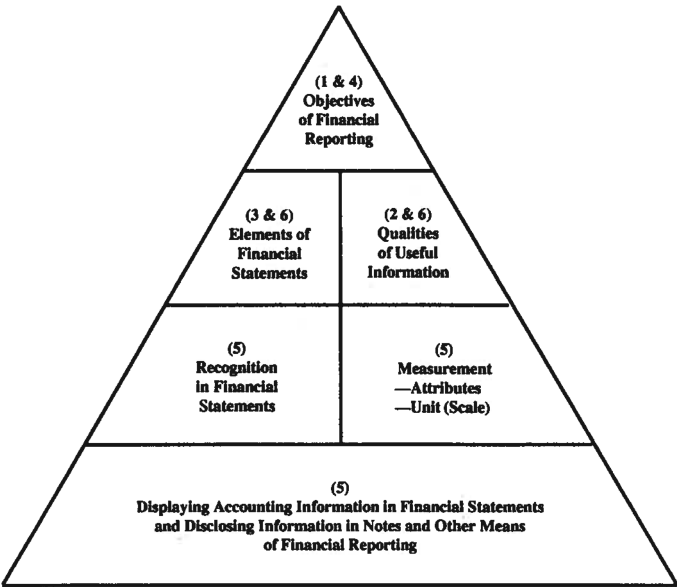 (1 & 4)
Objectives
of Financial
Reporting
(3 & 6)
Elements of
Financial
Statements
(2 & 6)
Qualities
of Useful
Information
(5)
Recognition
in Financial
Statements
(5)
Measurement
—Attributes
—Unit (Scale)
(5)
Displaying Accounting Information in Financial Statements
and Disclosing Information in Notes and Other Means
of Financial Reporting